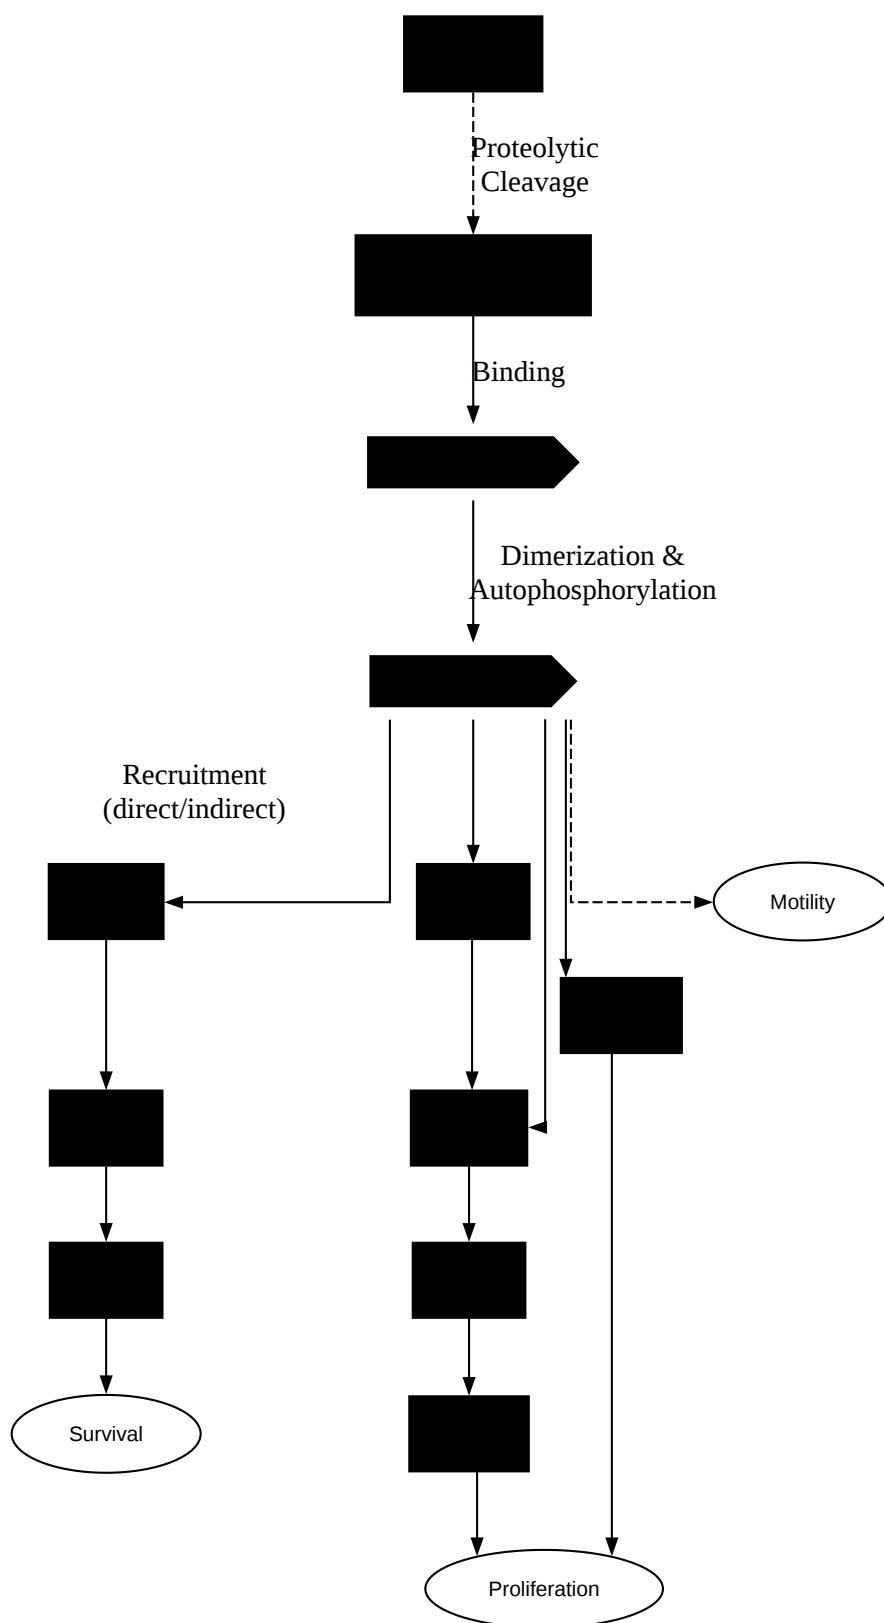 Proteolytic
Cleavage
Binding
Dimerization &
Autophosphorylation
Recruitment
(direct/indirect)
Motility
Survival
Proliferation